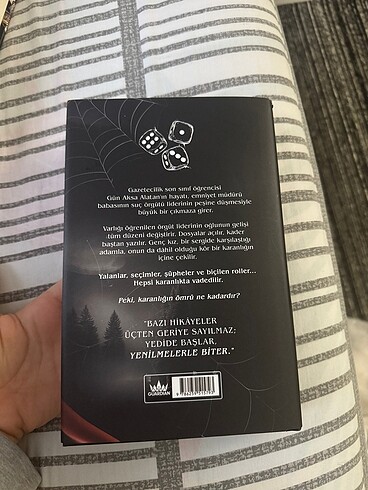 Gazetecilik son sınıf öğrencisi
Gün Aksa Alatan'ın hayatı, emniyet müdürü
babasının suç örgütü liderinin peşine düşmesiyle
büyük bir çıkmaza girer.
Varlığı öğrenilen örgüt liderinin oğlunun gelişi
tüm düzeni değiştirir. Dosyalar açılır, kader
baştan yazılır. Genç kız, bir sergide karşılaştığı
adamla, onun da dâhil olduğu kör bir karanlığın
içine çekilir.
Yalanlar, seçimler, şüpheler ve biçilen roller...
Hepsi karanlıkta vadedilir.
Peki, karanlığın ömrü ne kadardır?
"BAZI HİKÂYELER
ÜÇTEN GERİYE SAYILMAZ;
YEDİDE BAŞLAR,
YENİLMELERLE BİTER."
GUARDIAN